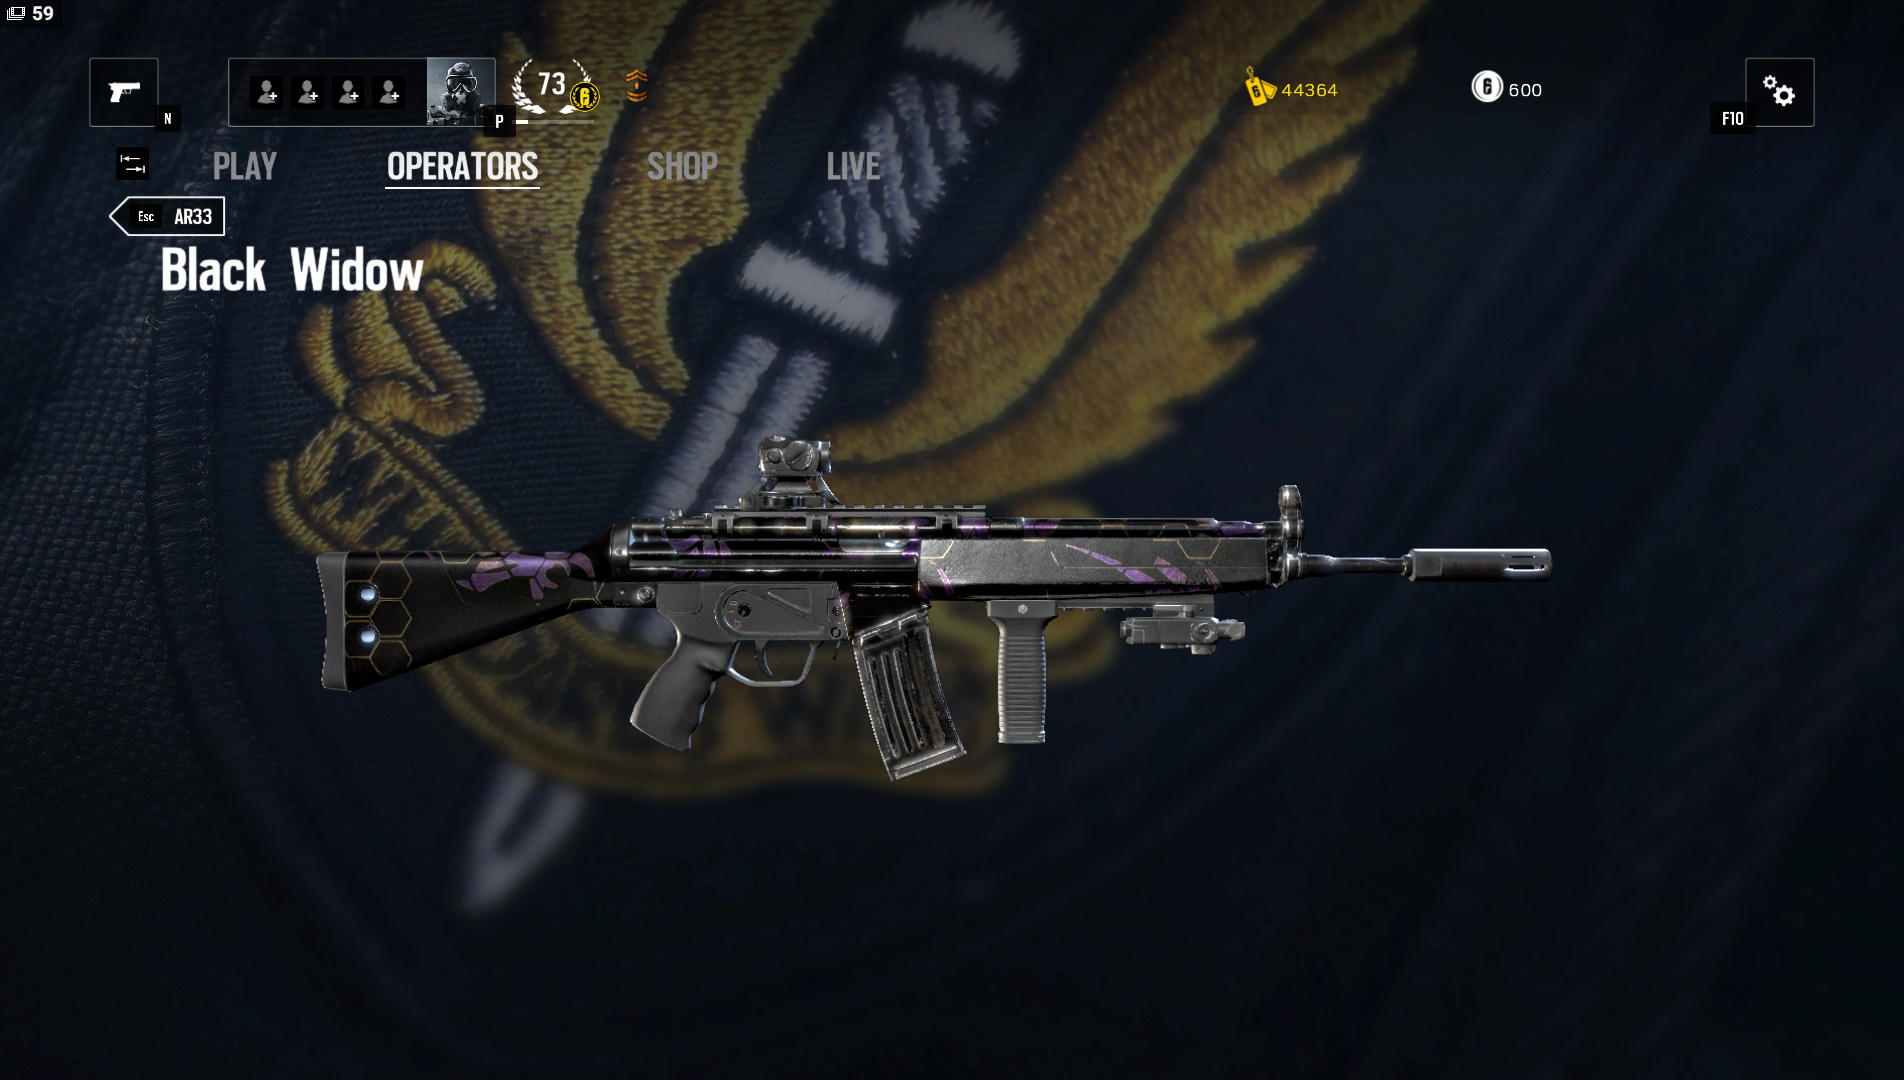 59
73
44364
600
N
P
F10
PLAY
OPERATORS
SHOP
LIVE
Esc
AR33
Black Widow